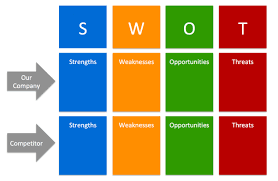 S W O T
Our Company
Strengths Weaknesses Opportunities Threats
Competitor
Strengths Weaknesses Opportunities Threats